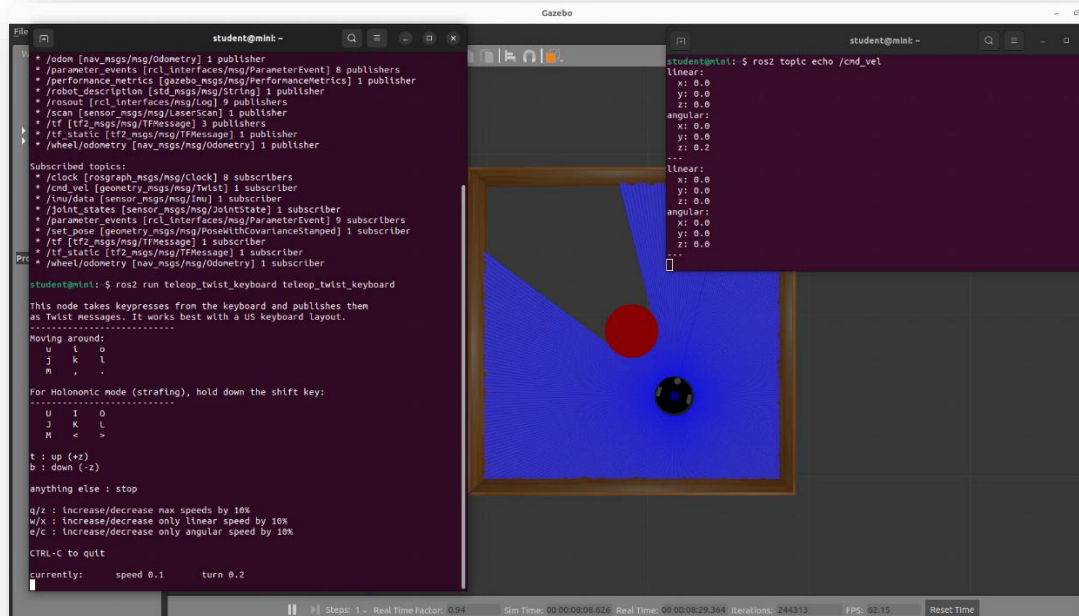 Gazebo
File
student@mini: ~
* /odom [nav_msgs/msg/Odometry] 1 publisher
* /parameter_events [rcl_interfaces/msg/ParameterEvent] 8 publishers
* /performance_metrics [gazebo_msgs/msg/PerformanceMetrics] 1 publisher
* /robot_description [std_msgs/msg/String] 1 publisher
* /rosout [rcl_interfaces/msg/Log] 9 publishers
* /scan [sensor_msgs/msg/LaserScan] 1 publisher
* /tf [tf2_msgs/msg/TFMessage] 3 publishers
* /tf_static [tf2_msgs/msg/TFMessage] 1 publisher
* /wheel/odometry [nav_msgs/msg/Odometry] 1 publisher
Subscribed topics:
* /clock [rosgraph_msgs/msg/Clock] 8 subscribers
* /cmd_vel [geometry_msgs/msg/Twist] 1 subscriber
* /imu/data [sensor_msgs/msg/Imu] 1 subscriber
* /joint_states [sensor_msgs/msg/JointState] 1 subscriber
* /parameter_events [rcl_interfaces/msg/ParameterEvent] 9 subscribers
* /set_pose [geometry_msgs/msg/PoseWithCovarianceStamped] 1 subscriber
* /tf [tf2_msgs/msg/TFMessage] 1 subscriber
* /tf_static [tf2_msgs/msg/TFMessage] 1 subscriber
* /wheel/odometry [nav_msgs/msg/Odometry] 1 subscriber
student@mini:~$ ros2 run teleop_twist_keyboard teleop_twist_keyboard
This node takes keypresses from the keyboard and publishes them
as Twist messages. It works best with a US keyboard layout.
---------------------------
Moving around:
u i o
j k l
m , .
For Holonomic mode (strafing), hold down the shift key:
---------------------------
U I O
J K L
M < >
t : up (+z)
b : down (-z)
anything else : stop
q/z : increase/decrease max speeds by 10%
w/x : increase/decrease only linear speed by 10%
e/c : increase/decrease only angular speed by 10%
CTRL-C to quit
currently: speed 0.1 turn 0.2
student@mini: ~
student@mini:~$ ros2 topic echo /cmd_vel
linear:
x: 0.0
y: 0.0
z: 0.0
angular:
x: 0.0
y: 0.0
z: 0.2
---
linear:
x: 0.0
y: 0.0
z: 0.0
angular:
x: 0.0
y: 0.0
z: 0.0
---
Steps: 1 Real Time Factor: 0.94 Sim Time: 00 00:08:08.626 Real Time: 00 00:08:29.364 Iterations: 244313 FPS: 62.15 Reset Time